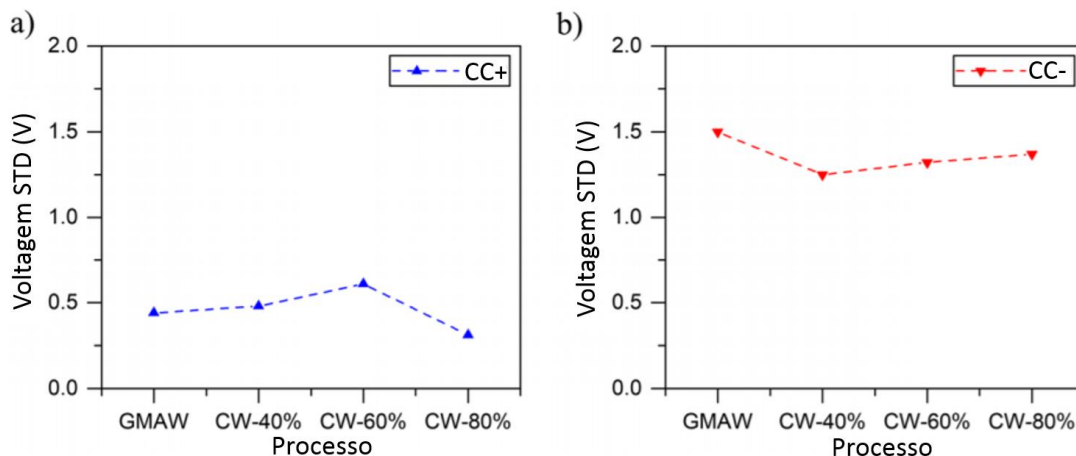 a)
CC+
Voltagem STD (V)
2.0
1.5
1.0
0.5
0.0
GMAW CW-40% CW-60% CW-80%
Processo
b)
CC-
Voltagem STD (V)
2.0
1.5
1.0
0.5
0.0
GMAW CW-40% CW-60% CW-80%
Processo